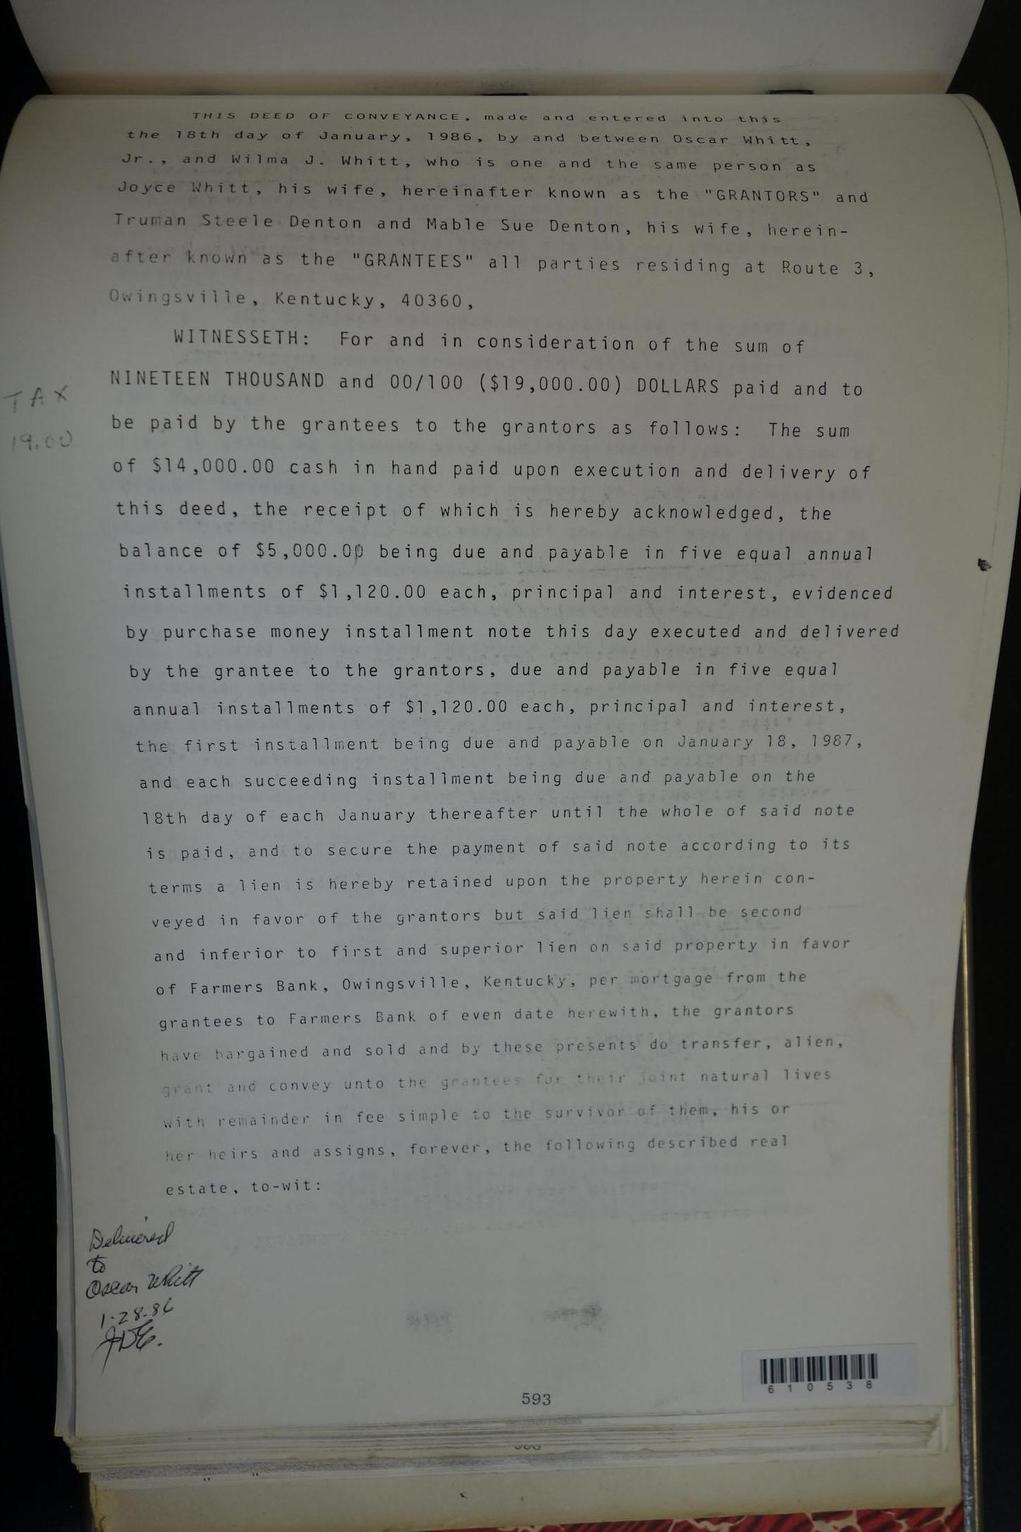 THIS DEED OF CONVEYANCE, made and entered into this
the 18th day of January, 1986, by and between Oscar Whitt,
Jr., and Wilma J. Whitt, who is one and the same person as
Joyce Whitt, his wife, hereinafter known as the "GRANTORS" and
Truman Steele Denton and Mable Sue Denton, his wife, herein-
after known as the "GRANTEES" all parties residing at Route 3,
Owingsville, Kentucky, 40360,
WITNESSETH: For and in consideration of the sum of
NINETEEN THOUSAND and 00/100 ($19,000.00) DOLLARS paid and to
TAX
be paid by the grantees to the grantors as follows: The sum
19.00
of $14,000.00 cash in hand paid upon execution and delivery of
this deed, the receipt of which is hereby acknowledged, the
balance of $5,000.00 being due and payable in five equal annual
installments of $1,120.00 each, principal and interest, evidenced
by purchase money installment note this day executed and delivered
by the grantee to the grantors, due and payable in five equal
annual installments of $1,120.00 each, principal and interest,
the first installment being due and payable on January 18, 1987,
and each succeeding installment being due and payable on the
18th day of each January thereafter until the whole of said note
is paid, and to secure the payment of said note according to its
terms a lien is hereby retained upon the property herein con-
veyed in favor of the grantors but said lien shall be second
and inferior to first and superior lien on said property in favor
of Farmers Bank, Owingsville, Kentucky, per mortgage from the
grantees to Farmers Bank of even date herewith, the grantors
have bargained and sold and by these presents do transfer, alien,
grant and convey unto the grantees for their joint natural lives
with remainder in fee simple to the survivor of them, his or
her heirs and assigns, forever, the following described real
estate, to-wit:
Delivered
to
Oscar Whitt
1-28-86
JDE.
593
610538